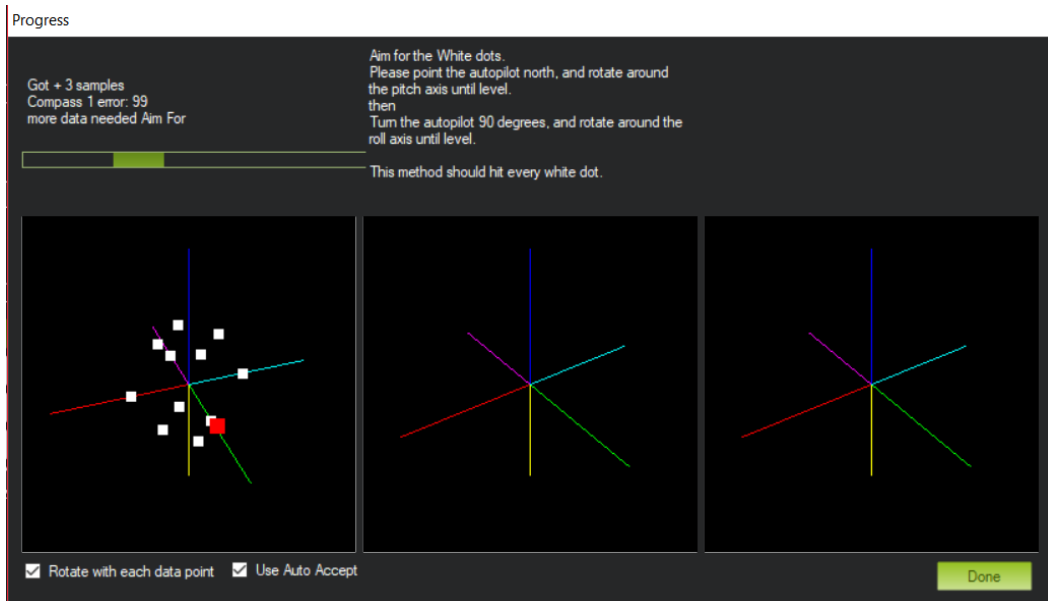 Progress
Got + 3 samples
Compass 1 error: 99
more data needed Aim For
Aim for the White dots.
Please point the autopilot north, and rotate around
the pitch axis until level.
then
Turn the autopilot 90 degrees, and rotate around the
roll axis until level.
This method should hit every white dot.
Rotate with each data point
Use Auto Accept
Done